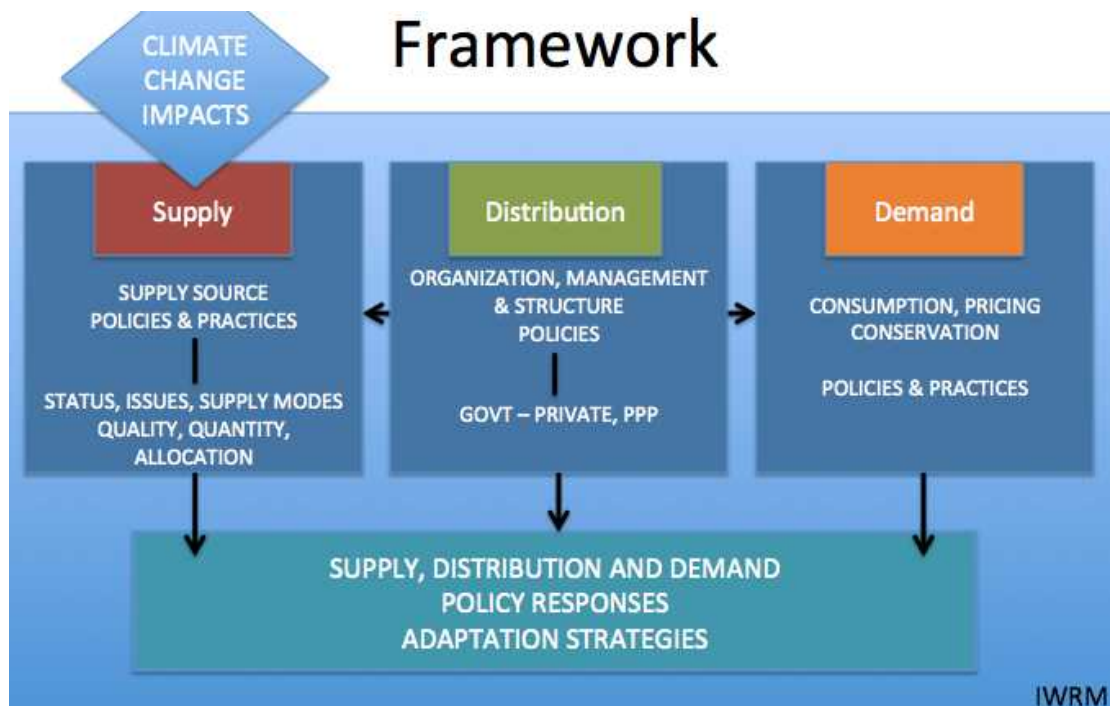 Framework
CLIMATE
CHANGE
IMPACTS
Supply
SUPPLY SOURCE
POLICIES & PRACTICES
STATUS, ISSUES, SUPPLY MODES
QUALITY, QUANTITY,
ALLOCATION
Distribution
ORGANIZATION, MANAGEMENT
& STRUCTURE
POLICIES
GOVT – PRIVATE, PPP
Demand
CONSUMPTION, PRICING
CONSERVATION
POLICIES & PRACTICES
SUPPLY, DISTRIBUTION AND DEMAND
POLICY RESPONSES
ADAPTATION STRATEGIES
IWRM